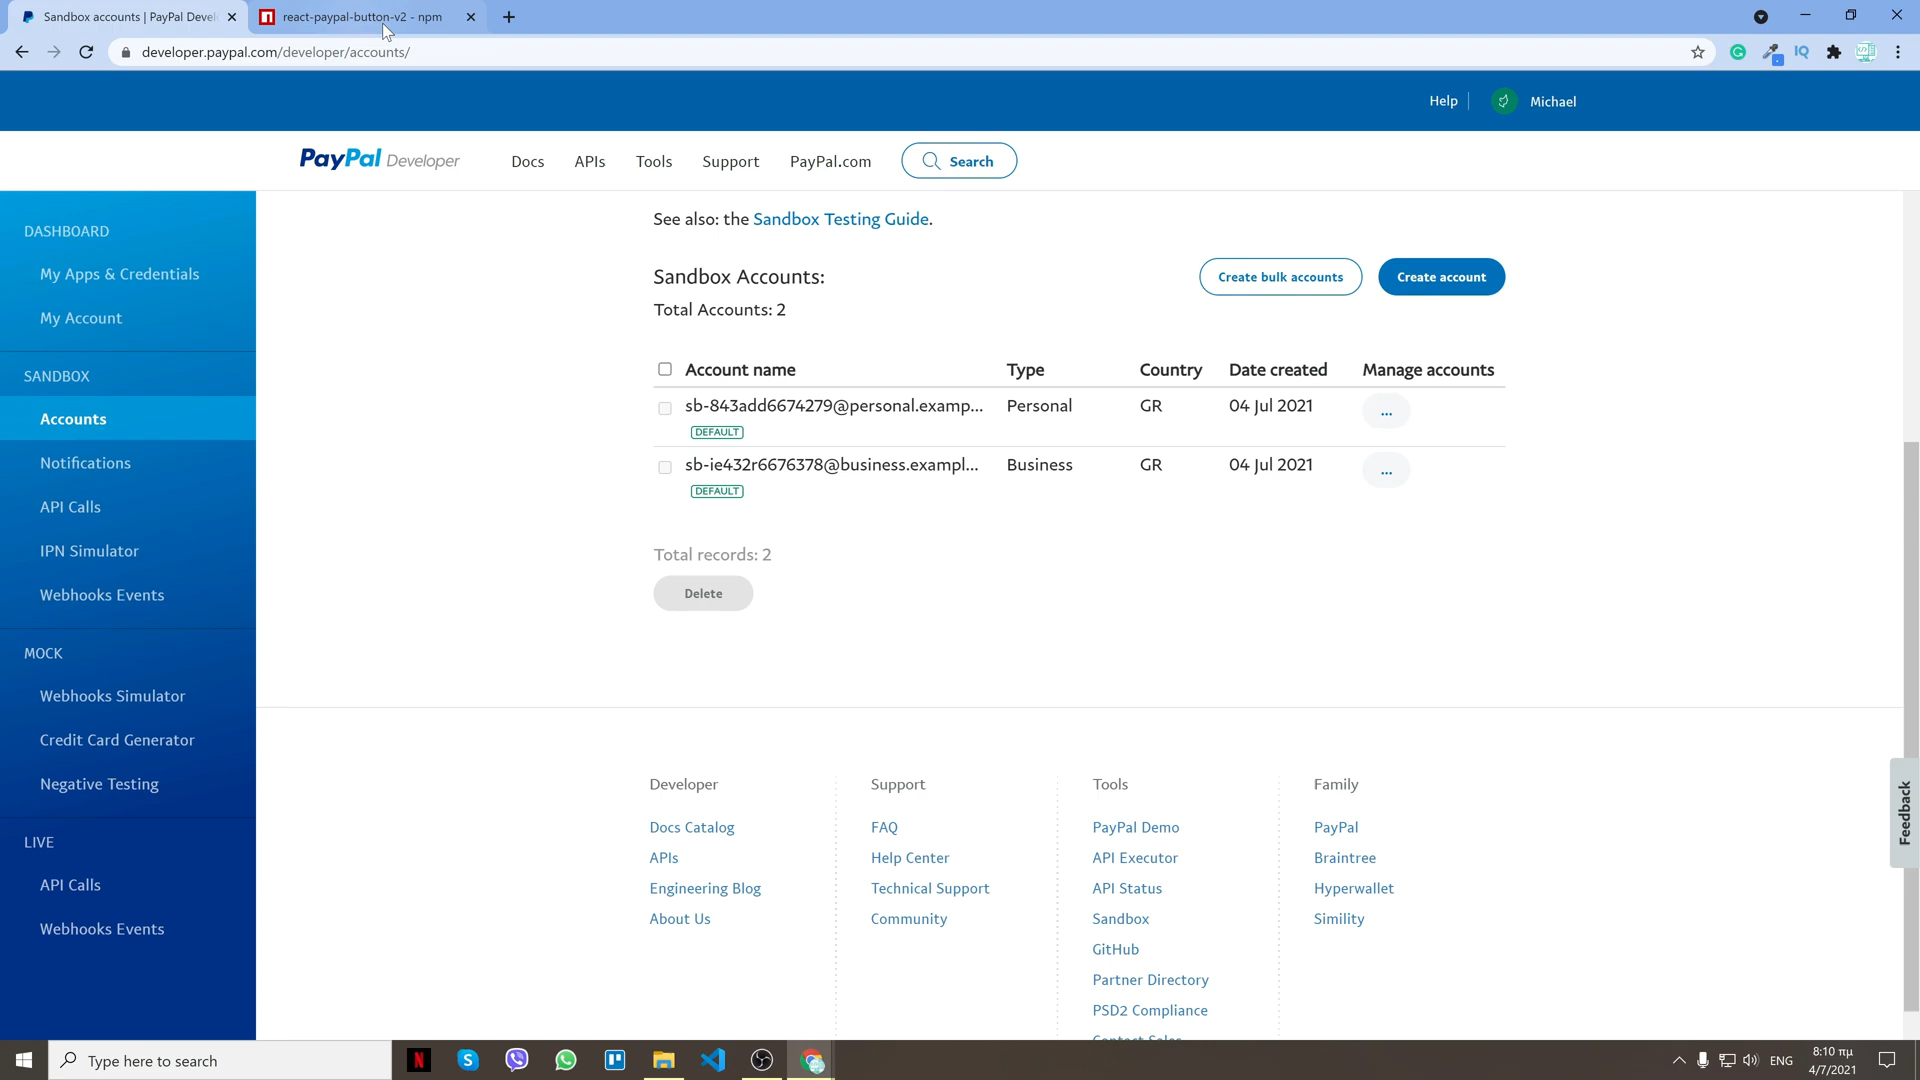 Sandbox accounts | PayPal Devel
react-paypal-button-v2 - npm
developer.paypal.com/developer/accounts/
Help
Michael
PayPal Developer
Docs
APIs
Tools
Support
PayPal.com
Search
DASHBOARD
My Apps & Credentials
My Account
SANDBOX
Accounts
Notifications
API Calls
IPN Simulator
Webhooks Events
MOCK
Webhooks Simulator
Credit Card Generator
Negative Testing
LIVE
API Calls
Webhooks Events
See also: the Sandbox Testing Guide.
Sandbox Accounts:
Create bulk accounts
Create account
Total Accounts: 2
Account name Type Country Date created Manage accounts
sb-843add6674279@personal.examp... Personal GR 04 Jul 2021 ...
DEFAULT
sb-ie432r6676378@business.exampl... Business GR 04 Jul 2021 ...
DEFAULT
Total records: 2
Delete
Developer
Docs Catalog
APIs
Engineering Blog
About Us
Support
FAQ
Help Center
Technical Support
Community
Tools
PayPal Demo
API Executor
API Status
Sandbox
GitHub
Partner Directory
PSD2 Compliance
Contact Sales
Family
PayPal
Braintree
Hyperwallet
Simility
Feedback
Type here to search
ENG
8:10 πμ
4/7/2021